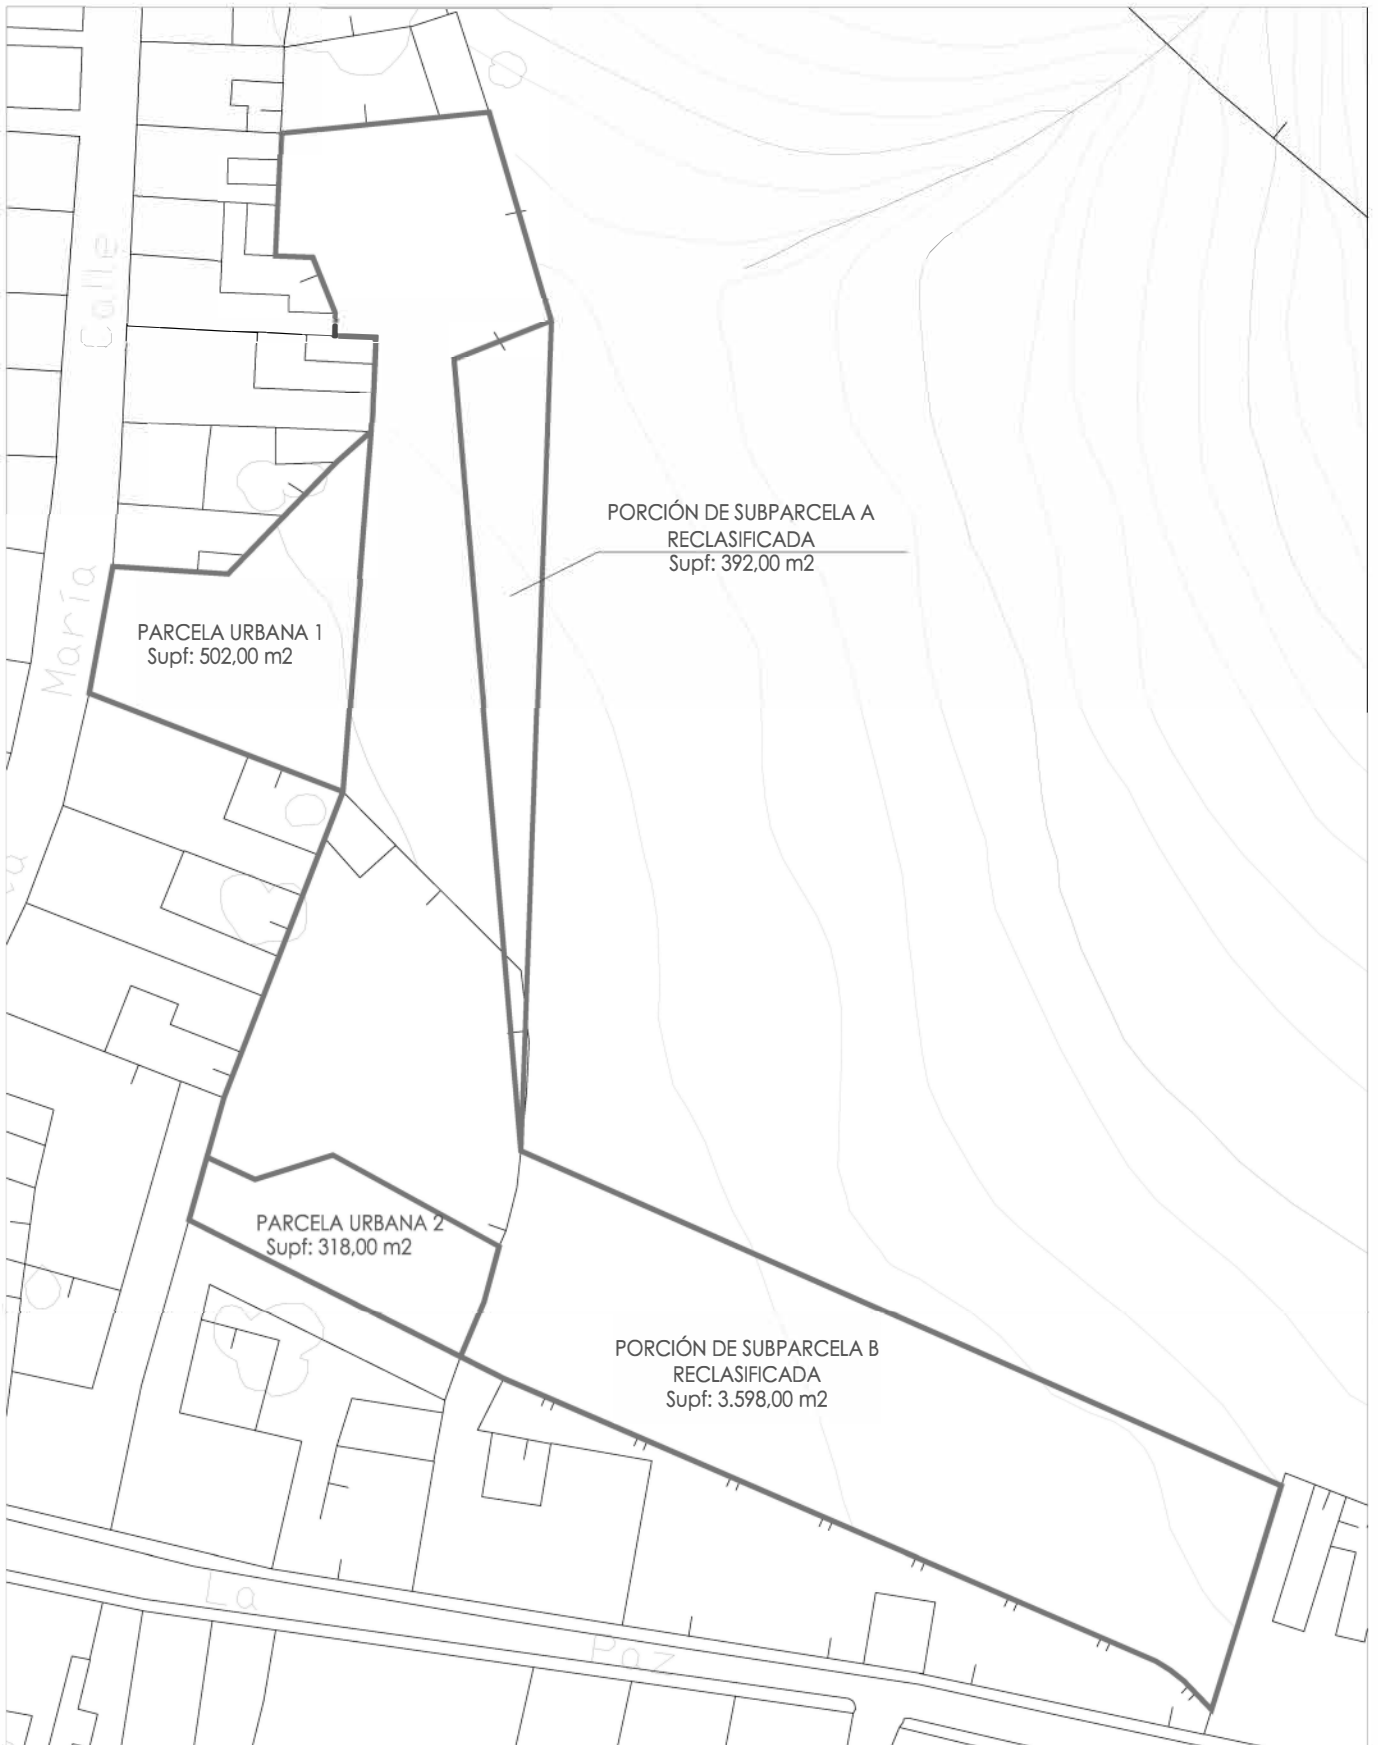 Calle
PORCIÓN DE SUBPARCELA A
RECLASIFICADA
Supf: 392,00 m2
María
PARCELA URBANA 1
Supf: 502,00 m2
PARCELA URBANA 2
Supf: 318,00 m2
PORCIÓN DE SUBPARCELA B
RECLASIFICADA
Supf: 3.598,00 m2
La
Paz